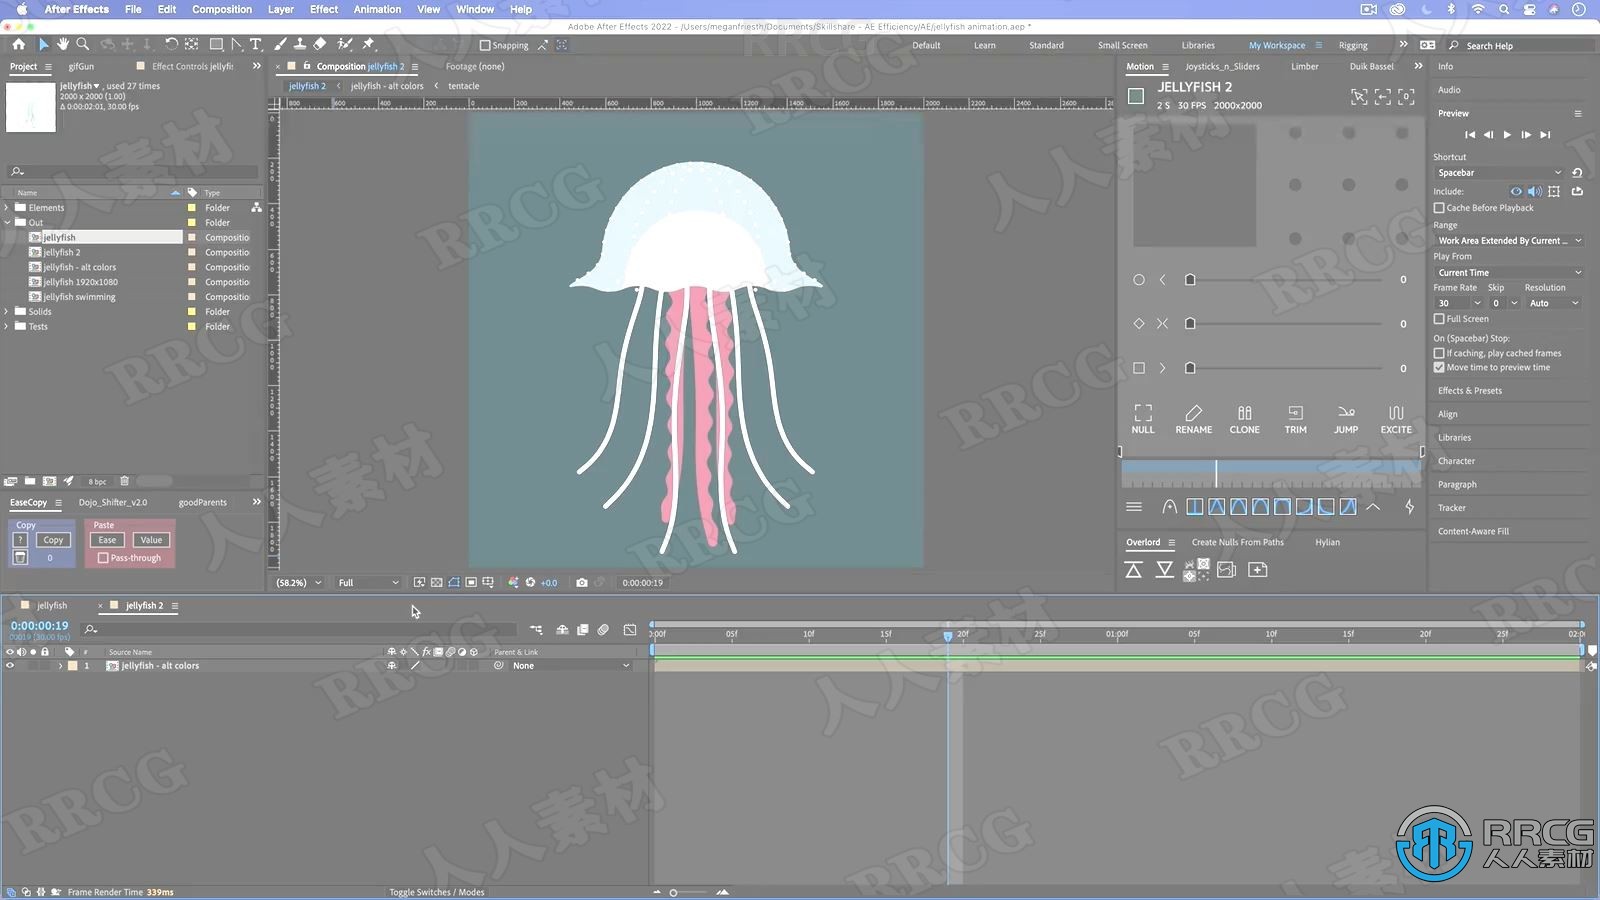 After Effects File Edit Composition Layer Effect Animation View Window Help
Adobe After Effects 2022 - /Users/meganfriesth/Documents/Skillshare - AE Efficiency/AE/jellyfish animation.aep *
Snapping
Default Learn Standard Small Screen Libraries My Workspace Rigging Search Help
Project gifGun Effect Controls jellyfi:
jellyfish , used 27 times
2000 x 2000 (1.00)
Δ 0:00:02:01, 30.00 fps
Name Type
Elements Folder
Out Folder
jellyfish Compositio
jellyfish 2 Compositio
jellyfish - alt colors Compositio
jellyfish 1920x1080 Compositio
jellyfish swimming Compositio
Solids Folder
Tests Folder
8 bpc
EaseCopy Dojo_Shifter_v2.0 goodParents
Copy Paste
? Copy Ease Value
0 Pass-through
Composition jellyfish 2 Footage (none)
jellyfish 2 jellyfish - alt colors tentacle
(58.2%) Full +0.0 0:00:00:19
Motion Joysticks_n_Sliders Limber Duik Bassel
JELLYFISH 2
2 S 30 FPS 2000x2000
0
0
0
NULL RENAME CLONE TRIM JUMP EXCITE
Overlord Create Nulls From Paths Hylian
Info
Audio
Preview
Shortcut
Spacebar
Include:
Cache Before Playback
Range
Work Area Extended By Current ...
Play From
Current Time
Frame Rate Skip Resolution
30 0 Auto
Full Screen
On (Spacebar) Stop:
If caching, play cached frames
Move time to preview time
Effects & Presets
Align
Libraries
Character
Paragraph
Tracker
Content-Aware Fill
jellyfish jellyfish 2
0:00:00:19
00019 (30.00 fps)
# Source Name Parent & Link
1 jellyfish - alt colors None
05f 10f 15f 20f 25f 01:00f 05f 10f 15f 20f 25f
Frame Render Time 339ms
Toggle Switches / Modes
RRCG
人人素材